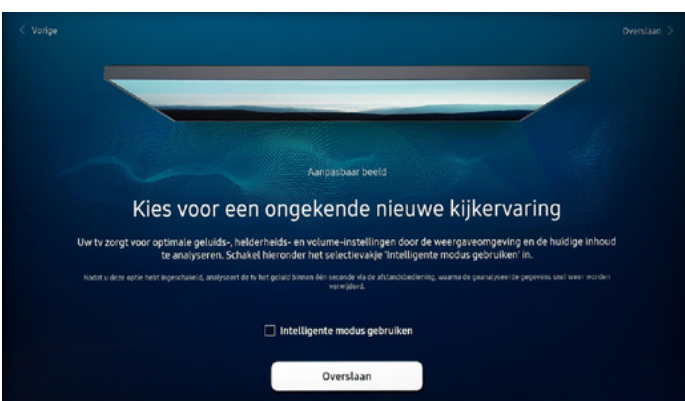 Vorige
Overslaan
Aanpasbaar beeld
Kies voor een ongekende nieuwe kijkervaring
Uw tv zorgt voor optimale geluids-, helderheids- en volume-instellingen door de weergaveomgeving en de huidige inhoud
te analyseren. Schakel hieronder het selectievakje 'Intelligente modus gebruiken' in.
Nadat u deze optie hebt ingeschakeld, analyseert de tv het geluid binnen één seconde via de afstandsbediening, waarna de geanalyseerde gegevens snel weer worden
verwijderd.
Intelligente modus gebruiken
Overslaan